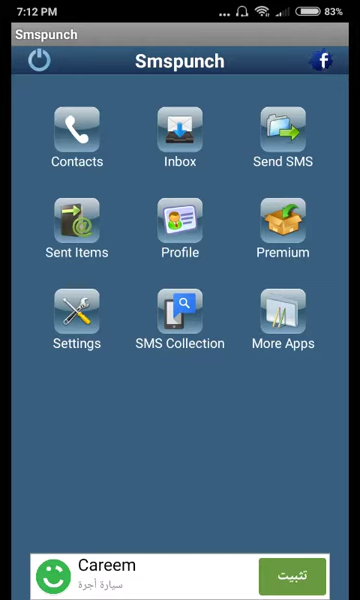 7:12 PM ... 83%
Smspunch
Smspunch f
Contacts Inbox Send SMS
Sent Items Profile Premium
Settings SMS Collection More Apps
Careem
سيارة أجرة
تثبيت